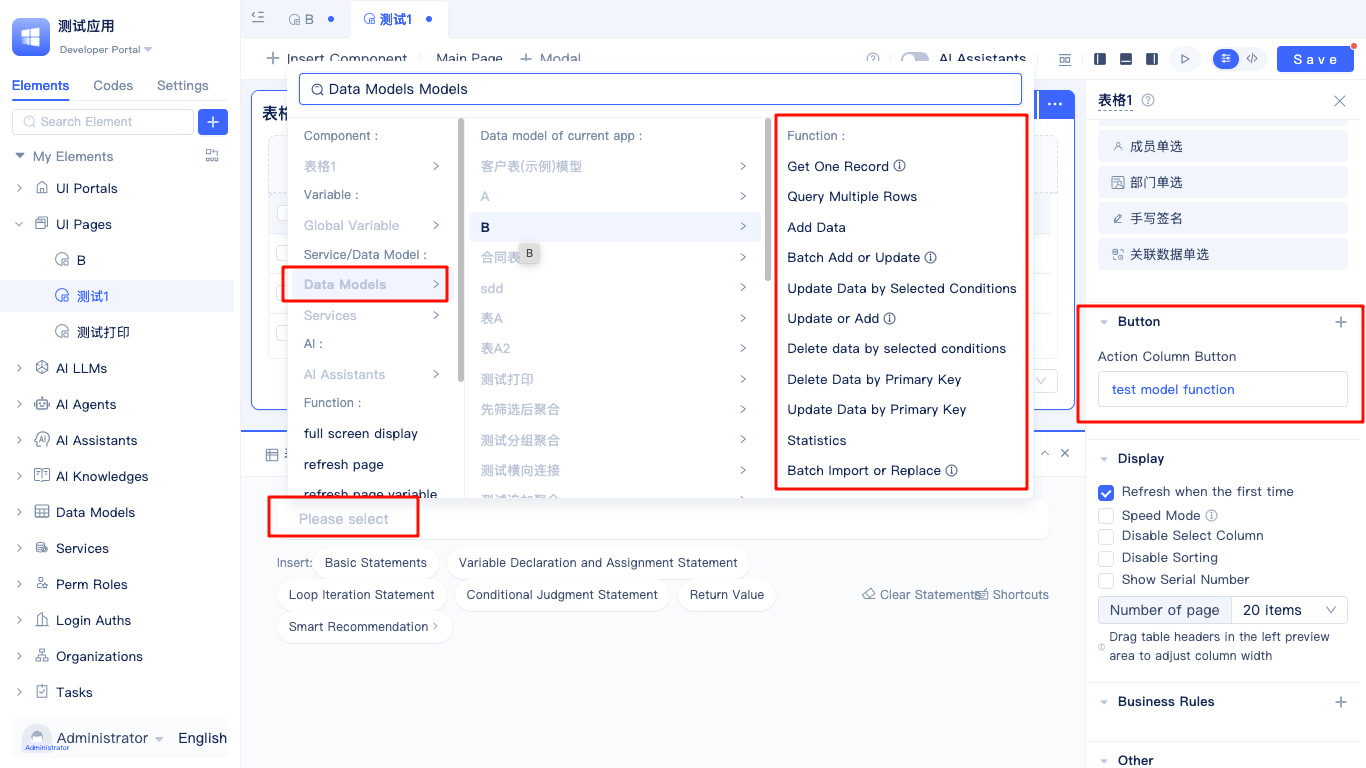 测试应用
Developer Portal
Elements
Codes
Settings
Search Element
My Elements
UI Portals
UI Pages
B
测试1
测试打印
AI LLMs
AI Agents
AI Assistants
AI Knowledges
Data Models
Services
Perm Roles
Login Auths
Organizations
Tasks
Administrator
Administrator
English
B
测试1
Insert Component
Main Page
Modal
AI Assistants
Save
Data Models Models
Component :
表格1
Variable :
Global Variable
Service/Data Model :
Data Models
Services
AI :
AI Assistants
Function :
full screen display
refresh page
refresh page variable
Data model of current app :
客户表(示例)模型
A
B
B
合同表
sdd
表A
表A2
测试打印
先筛选后聚合
测试分组聚合
测试横向连接
测试追加聚合
Function :
Get One Record
Query Multiple Rows
Add Data
Batch Add or Update
Update Data by Selected Conditions
Update or Add
Delete data by selected conditions
Delete Data by Primary Key
Update Data by Primary Key
Statistics
Batch Import or Replace
Please select
Insert:
Basic Statements
Variable Declaration and Assignment Statement
Loop Iteration Statement
Conditional Judgment Statement
Return Value
Clear Statements
Shortcuts
Smart Recommendation
表格1
成员单选
部门单选
手写签名
关联数据单选
Button
Action Column Button
test model function
Display
Refresh when the first time
Speed Mode
Disable Select Column
Disable Sorting
Show Serial Number
Number of page
20 items
Drag table headers in the left preview
area to adjust column width
Business Rules
Other